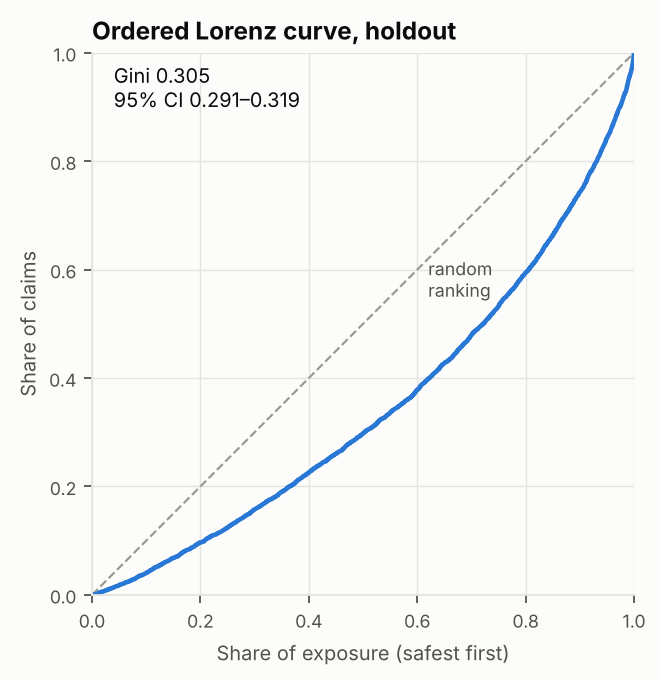 Ordered Lorenz curve, holdout
Gini 0.305
95% CI 0.291–0.319
random
ranking
Share of claims
1.0
0.8
0.6
0.4
0.2
0.0
0.0 0.2 0.4 0.6 0.8 1.0
Share of exposure (safest first)